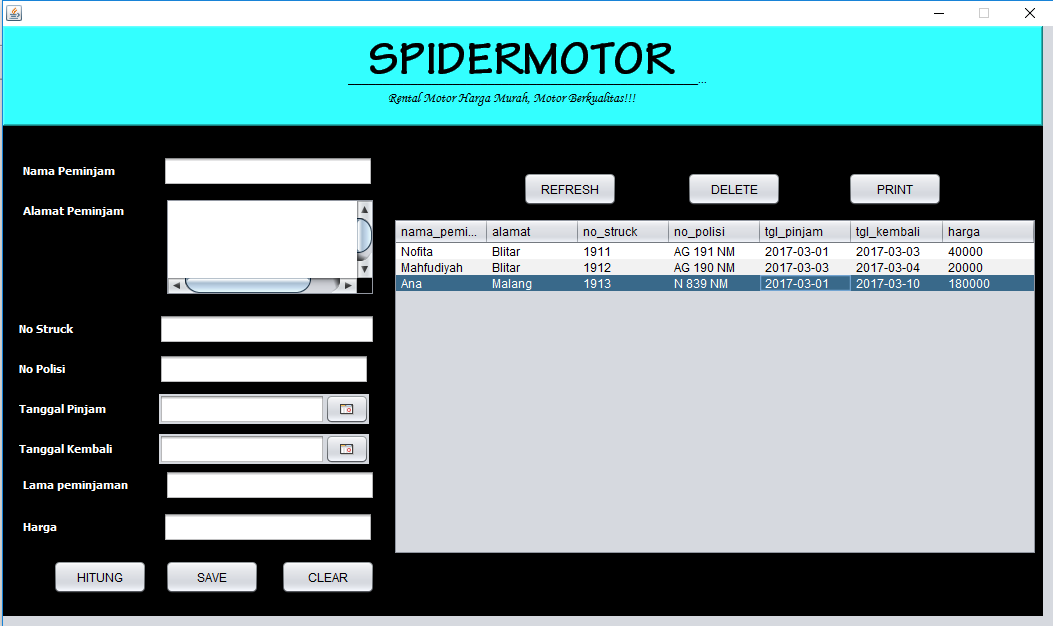 SPIDERMOTOR
...
Rental Motor Harga Murah, Motor Berkualitas!!!
Nama Peminjam
Alamat Peminjam
No Struck
No Polisi
Tanggal Pinjam
Tanggal Kembali
Lama peminjaman
Harga
HITUNG SAVE CLEAR
REFRESH DELETE PRINT
nama_pemi... alamat no_struck no_polisi tgl_pinjam tgl_kembali harga
Nofita Blitar 1911 AG 191 NM 2017-03-01 2017-03-03 40000
Mahfudiyah Blitar 1912 AG 190 NM 2017-03-03 2017-03-04 20000
Ana Malang 1913 N 839 NM 2017-03-01 2017-03-10 180000